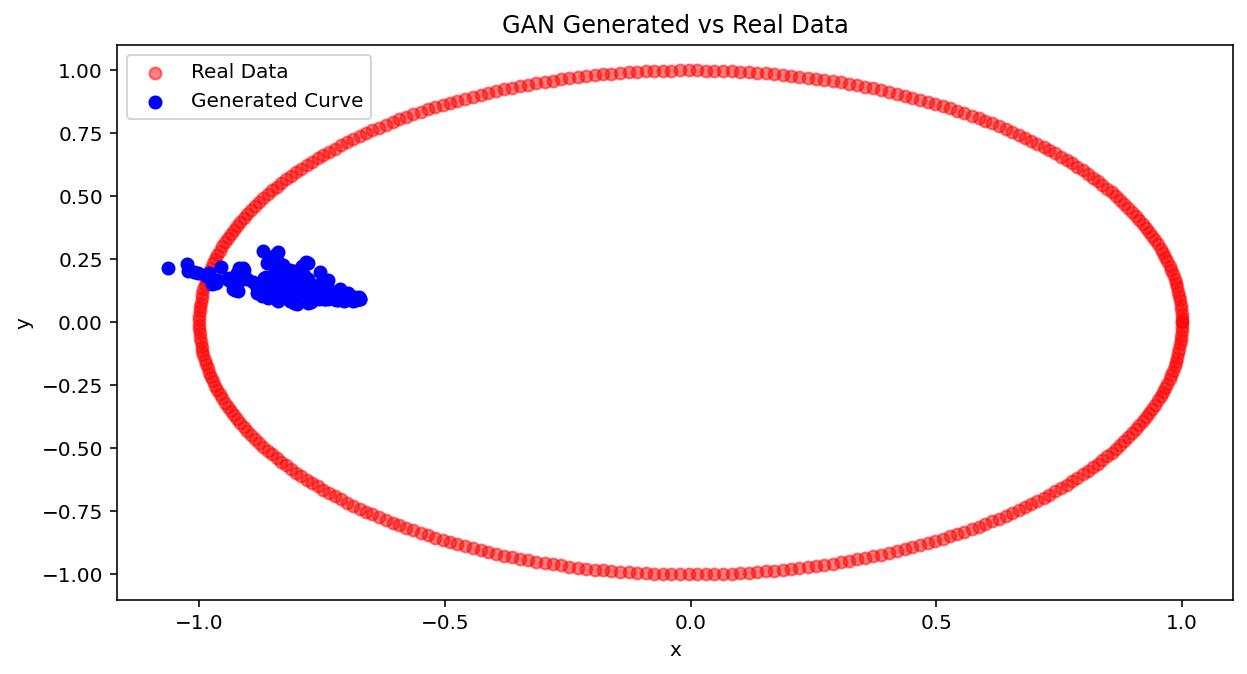 GAN Generated vs Real Data
Real Data
Generated Curve
1.00
0.75
0.50
0.25
0.00
−0.25
−0.50
−0.75
−1.00
y
−1.0 −0.5 0.0 0.5 1.0
x